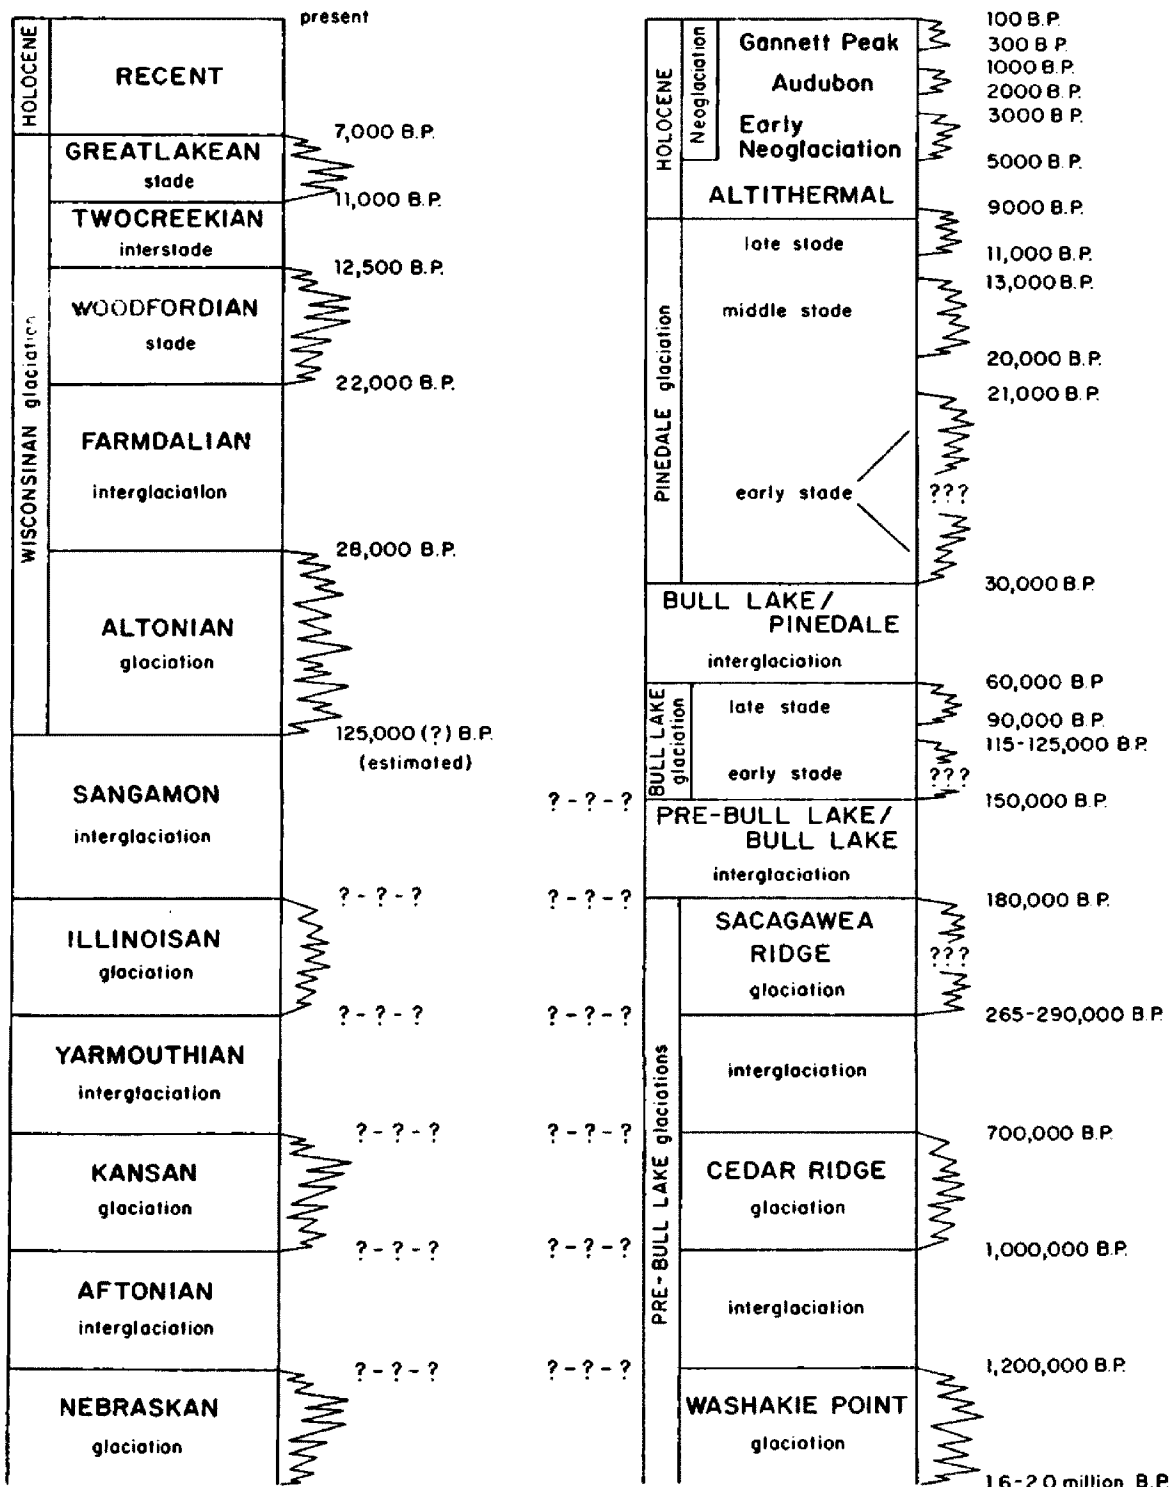 present
HOLOCENE
RECENT
7,000 B.P.
WISCONSINAN glaciation
GREATLAKEAN
stade
11,000 B.P.
TWOCREEKIAN
interstade
12,500 B.P.
WOODFORDIAN
stade
22,000 B.P.
FARMDALIAN
interglaciation
28,000 B.P.
ALTONIAN
glaciation
125,000 (?) B.P.
(estimated)
SANGAMON
interglaciation
? - ? - ?
ILLINOISAN
glaciation
? - ? - ?
YARMOUTHIAN
interglaciation
? - ? - ?
KANSAN
glaciation
? - ? - ?
AFTONIAN
interglaciation
? - ? - ?
NEBRASKAN
glaciation
HOLOCENE
Neoglaciation
100 B.P.
Gannett Peak
300 B P.
1000 B.P.
Audubon
2000 B.P.
3000 B P.
Early
Neoglaciation
5000 B.P.
ALTITHERMAL
9000 B.P.
PINEDALE glaciation
late stade
11,000 B.P.
13,000 B.P.
middle stade
20,000 B.P.
21,000 B.P.
early stade
???
30,000 B.P.
BULL LAKE/
PINEDALE
interglaciation
60,000 B.P
BULL LAKE
glaciation
late stade
90,000 B.P.
115-125,000 B.P.
early stade
???
? - ? - ?
150,000 B.P.
PRE-BULL LAKE/
BULL LAKE
interglaciation
? - ? - ?
180,000 B P.
PRE-BULL LAKE glaciations
SACAGAWEA
RIDGE
???
glaciation
? - ? - ?
265-290,000 B.P.
interglaciation
? - ? - ?
700,000 B.P.
CEDAR RIDGE
glaciation
? - ? - ?
1,000,000 B.P.
interglaciation
? - ? - ?
1,200,000 B.P.
WASHAKIE POINT
glaciation
1.6-2.0 million B.P.